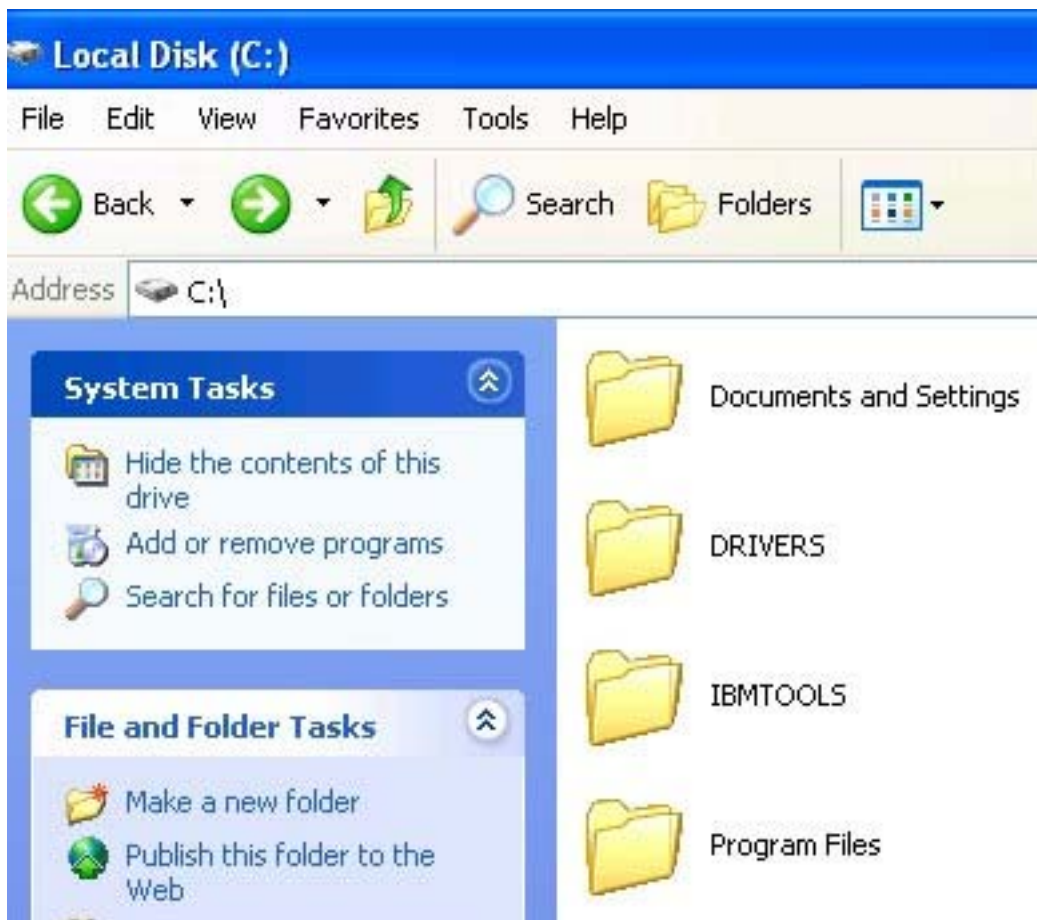 Local Disk (C:)
File Edit View Favorites Tools Help
Back Search Folders
Address C:\
System Tasks
Hide the contents of this
drive
Add or remove programs
Search for files or folders
File and Folder Tasks
Make a new folder
Publish this folder to the
Web
Documents and Settings
DRIVERS
IBMTOOLS
Program Files